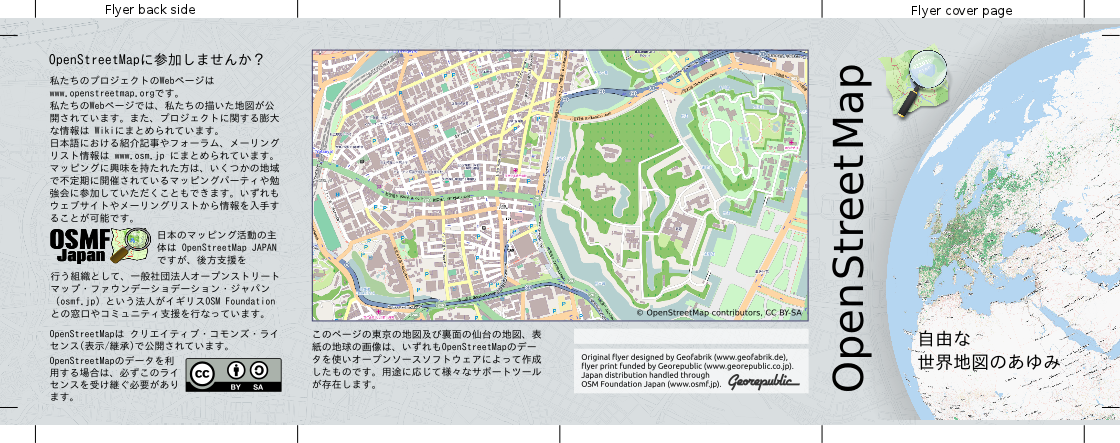 Flyer back side
Flyer cover page
OpenStreetMapに参加しませんか？
私たちのプロジェクトのWebページは
www.openstreetmap.orgです。
私たちのWebページでは、私たちの描いた地図が公
開されています。また、プロジェクトに関する膨大
な情報は Wikiにまとめられています。
日本語における紹介記事やフォーラム、メーリング
リスト情報は www.osm.jp にまとめられています。
マッピングに興味を持たれた方は、いくつかの地域
で不定期に開催されているマッピングパーティや勉
強会に参加していただくこともできます。いずれも
ウェブサイトやメーリングリストから情報を入手す
ることが可能です。
OSMF
Japan
日本のマッピング活動の主
体は OpenStreetMap JAPAN
ですが、後方支援を
行う組織として、一般社団法人オープンストリート
マップ・ファウンデーショデーション・ジャパン
（osmf.jp）という法人がイギリスOSM Foundation
との窓口やコミュニティ支援を行なっています。
OpenStreetMapは クリエイティブ・コモンズ・ライ
センス(表示/継承)で公開されています。
OpenStreetMapのデータを利
用する場合は、必ずこのライ
センスを受け継ぐ必要があり
ます。
cc
BY SA
© OpenStreetMap contributors, CC BY-SA
このページの東京の地図及び裏面の仙台の地図、表
紙の地球の画像は、いずれもOpenStreetMapのデー
タを使いオープンソースソフトウェアによって作成
したものです。用途に応じて様々なサポートツール
が存在します。
Original flyer designed by Geofabrik (www.geofabrik.de),
flyer print funded by Georepublic (www.georepublic.co.jp).
Japan distribution handled through
OSM Foundation Japan (www.osmf.jp).
Georepublic
OpenStreetMap
自由な
世界地図のあゆみ